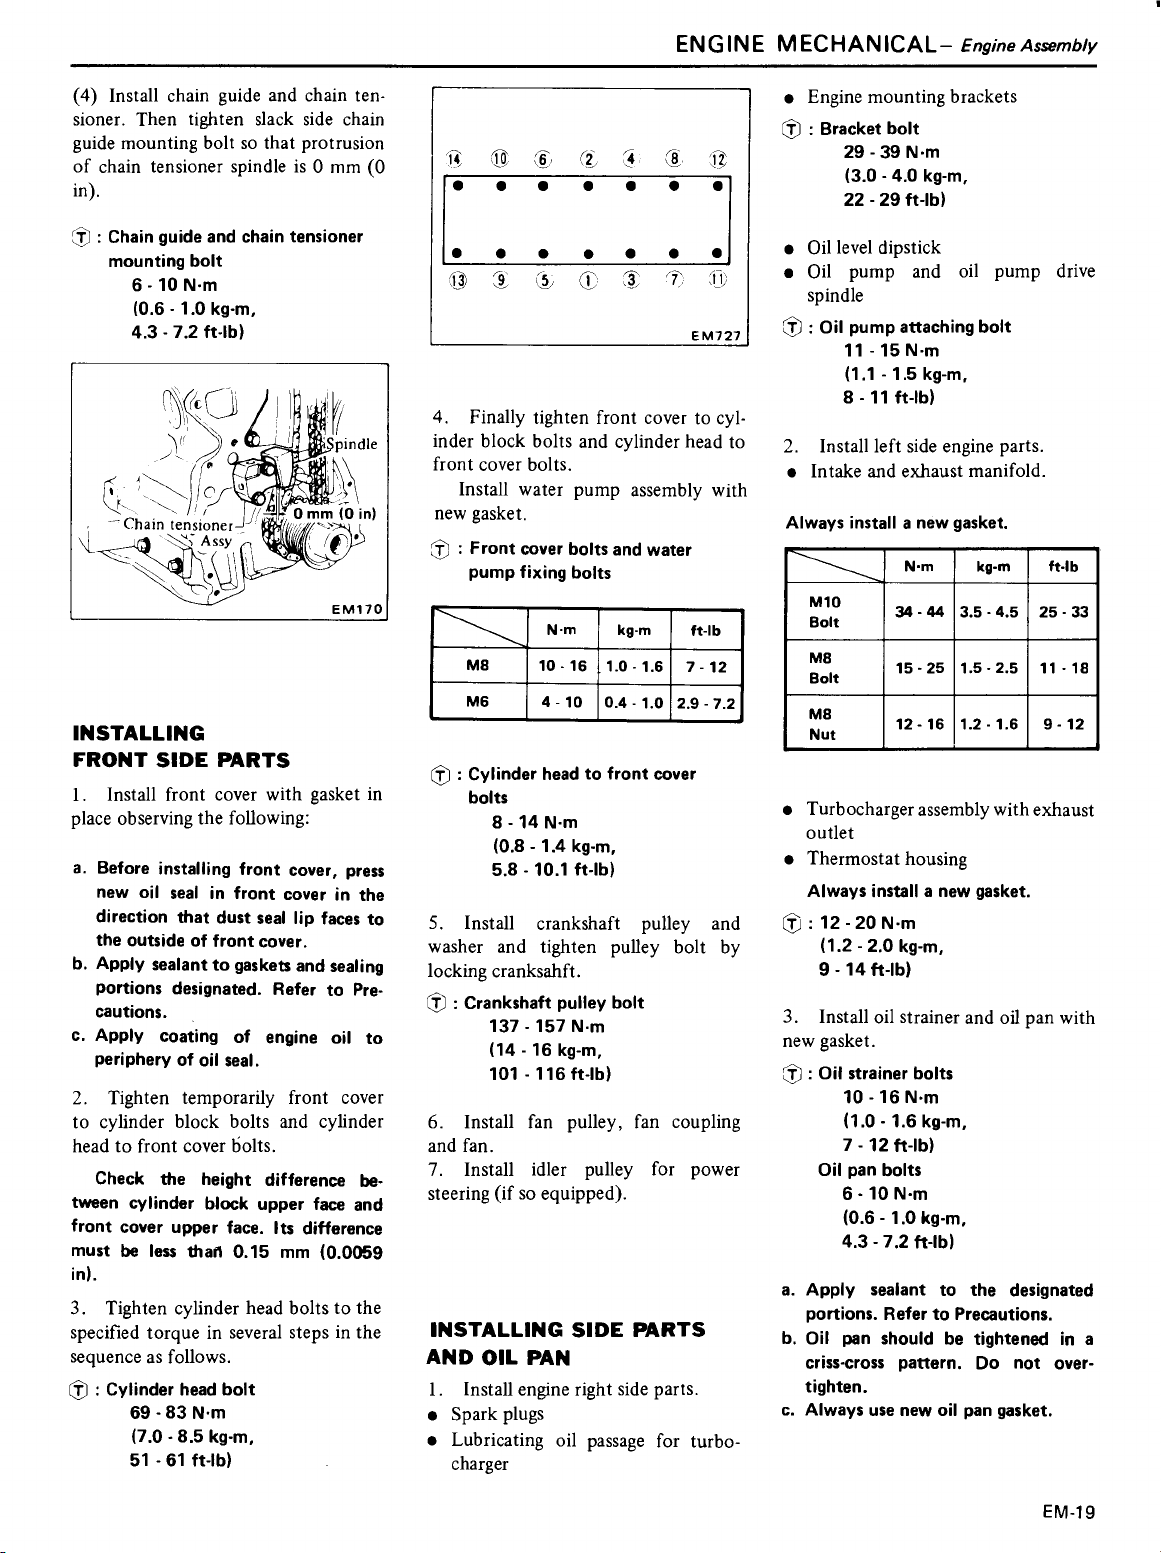 ENGINE MECHANICAL– Engine Assembly
(4) Install chain guide and chain ten-
sioner. Then tighten slack side chain
guide mounting bolt so that protrusion
of chain tensioner spindle is 0 mm (0
in).
Ⓣ : Chain guide and chain tensioner
mounting bolt
6 - 10 N·m
(0.6 - 1.0 kg-m,
4.3 - 7.2 ft-lb)
Spindle
0 mm (0 in)
Chain tensioner
Assy
EM170
INSTALLING
FRONT SIDE PARTS
1. Install front cover with gasket in
place observing the following:
a. Before installing front cover, press
new oil seal in front cover in the
direction that dust seal lip faces to
the outside of front cover.
b. Apply sealant to gaskets and sealing
portions designated. Refer to Pre-
cautions.
c. Apply coating of engine oil to
periphery of oil seal.
2. Tighten temporarily front cover
to cylinder block bolts and cylinder
head to front cover bolts.
Check the height difference be-
tween cylinder block upper face and
front cover upper face. Its difference
must be less than 0.15 mm (0.0059
in).
3. Tighten cylinder head bolts to the
specified torque in several steps in the
sequence as follows.
Ⓣ : Cylinder head bolt
69 - 83 N·m
(7.0 - 8.5 kg-m,
51 - 61 ft-lb)
⑭ ⑩ ⑥ ② ④ ⑧ ⑫
⑬ ⑨ ⑤ ① ③ ⑦ ⑪
EM727
4. Finally tighten front cover to cyl-
inder block bolts and cylinder head to
front cover bolts.
Install water pump assembly with
new gasket.
Ⓣ : Front cover bolts and water
pump fixing bolts
N·m kg-m ft-lb
M8 10 - 16 1.0 - 1.6 7 - 12
M6 4 - 10 0.4 - 1.0 2.9 - 7.2
Ⓣ : Cylinder head to front cover
bolts
8 - 14 N·m
(0.8 - 1.4 kg-m,
5.8 - 10.1 ft-lb)
5. Install crankshaft pulley and
washer and tighten pulley bolt by
locking cranksahft.
Ⓣ : Crankshaft pulley bolt
137 - 157 N·m
(14 - 16 kg-m,
101 - 116 ft-lb)
6. Install fan pulley, fan coupling
and fan.
7. Install idler pulley for power
steering (if so equipped).
INSTALLING SIDE PARTS
AND OIL PAN
1. Install engine right side parts.
• Spark plugs
• Lubricating oil passage for turbo-
charger
• Engine mounting brackets
Ⓣ : Bracket bolt
29 - 39 N·m
(3.0 - 4.0 kg-m,
22 - 29 ft-lb)
• Oil level dipstick
• Oil pump and oil pump drive
spindle
Ⓣ : Oil pump attaching bolt
11 - 15 N·m
(1.1 - 1.5 kg-m,
8 - 11 ft-lb)
2. Install left side engine parts.
• Intake and exhaust manifold.
Always install a new gasket.
N·m kg-m ft-lb
M10
Bolt 34 - 44 3.5 - 4.5 25 - 33
M8
Bolt 15 - 25 1.5 - 2.5 11 - 18
M8
Nut 12 - 16 1.2 - 1.6 9 - 12
• Turbocharger assembly with exhaust
outlet
• Thermostat housing
Always install a new gasket.
Ⓣ : 12 - 20 N·m
(1.2 - 2.0 kg-m,
9 - 14 ft-lb)
3. Install oil strainer and oil pan with
new gasket.
Ⓣ : Oil strainer bolts
10 - 16 N·m
(1.0 - 1.6 kg-m,
7 - 12 ft-lb)
Oil pan bolts
6 - 10 N·m
(0.6 - 1.0 kg-m,
4.3 - 7.2 ft-lb)
a. Apply sealant to the designated
portions. Refer to Precautions.
b. Oil pan should be tightened in a
criss-cross pattern. Do not over-
tighten.
c. Always use new oil pan gasket.
EM-19